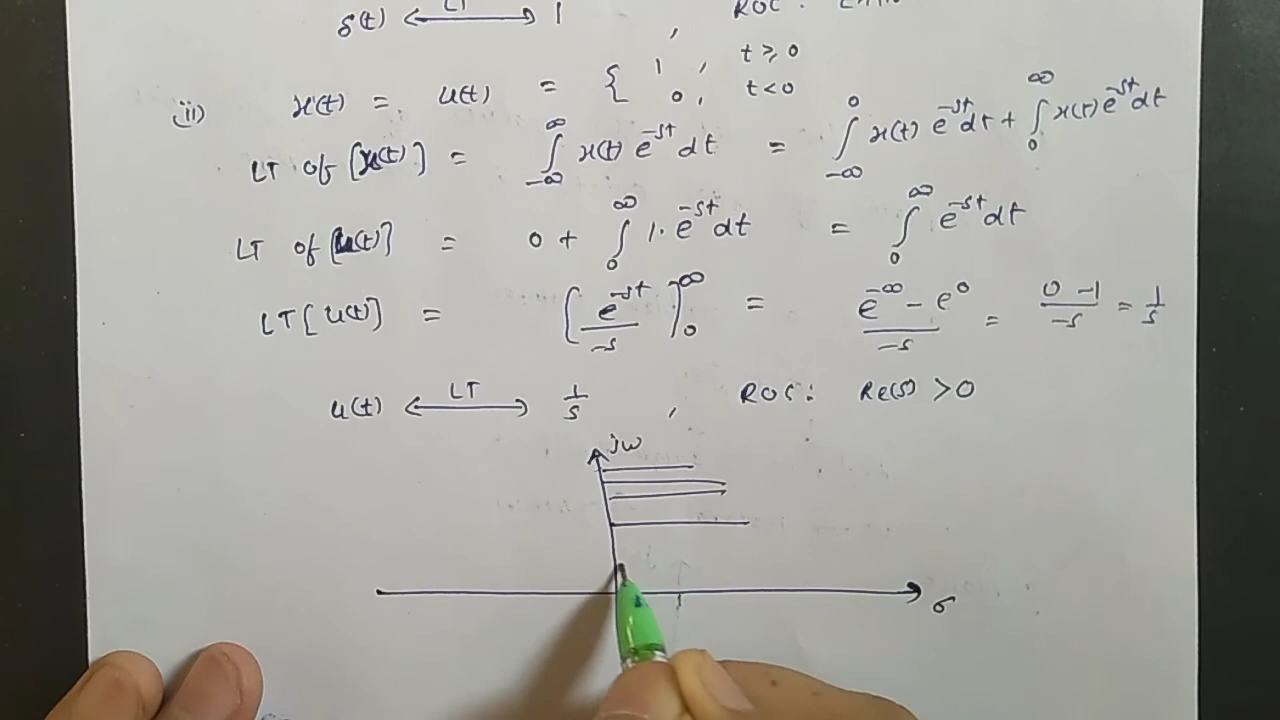 δ(t) ⟷ 1 , ROC :
ii) x(t) = u(t) = { 1 , t ≥ 0
0 , t < 0
LT of [x(t)] = ∫_{-∞}^{∞} x(t) e^{-st} dt = ∫_{-∞}^{0} x(t) e^{-st} dt + ∫_{0}^{∞} x(t) e^{-st} dt
LT of [u(t)] = 0 + ∫_{0}^{∞} 1. e^{-st} dt = ∫_{0}^{∞} e^{-st} dt
LT [u(t)] = [e^{-st}/-s]_{0}^{∞} = (e^{-∞} - e^{0})/-s = (0 - 1)/-s = 1/s
u(t) ⟷ LT 1/s , ROC : Re(s) > 0
jω
σ